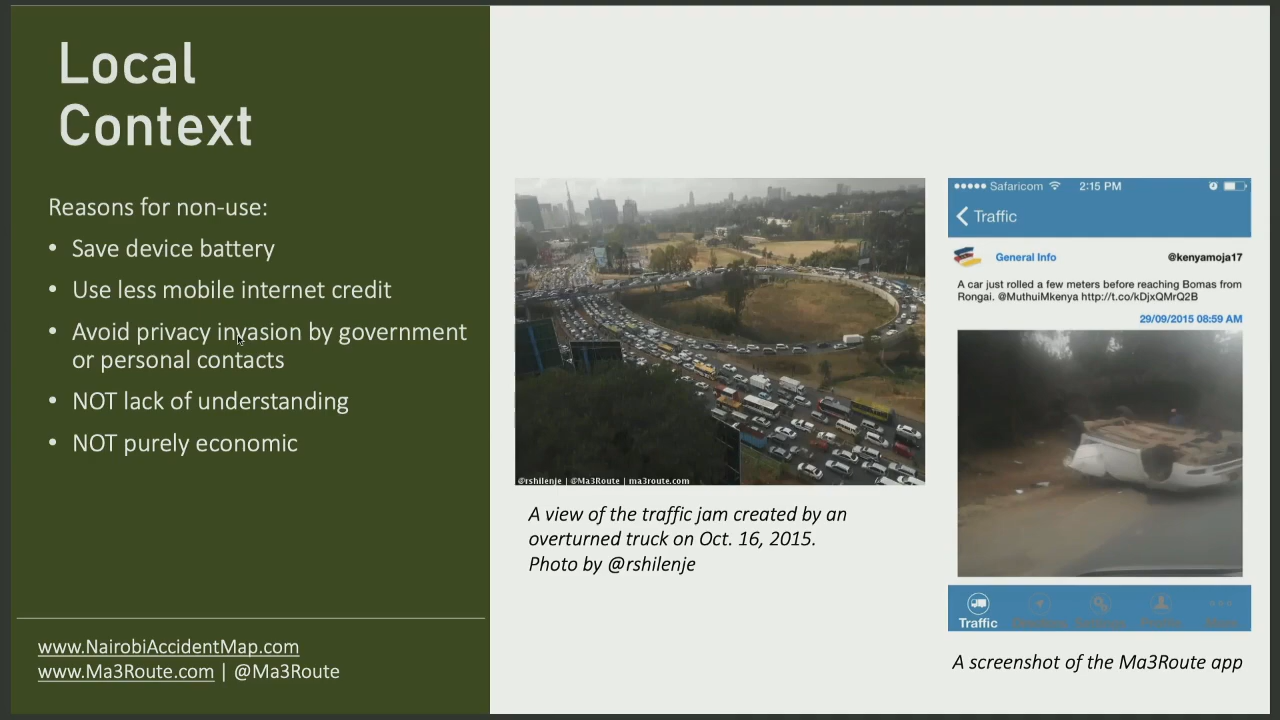 Local
Context
Reasons for non-use:
• Save device battery
• Use less mobile internet credit
• Avoid privacy invasion by government
or personal contacts
• NOT lack of understanding
• NOT purely economic
www.NairobiAccidentMap.com
www.Ma3Route.com | @Ma3Route
@rshilenje | @Ma3Route | ma3route.com
A view of the traffic jam created by an
overturned truck on Oct. 16, 2015.
Photo by @rshilenje
Safaricom 2:15 PM
Traffic
General Info @kenyamoja17
A car just rolled a few meters before reaching Bomas from
Rongai. @MuthuiMkenya http://t.co/kDjxQMrQ2B
29/09/2015 08:59 AM
Traffic
A screenshot of the Ma3Route app